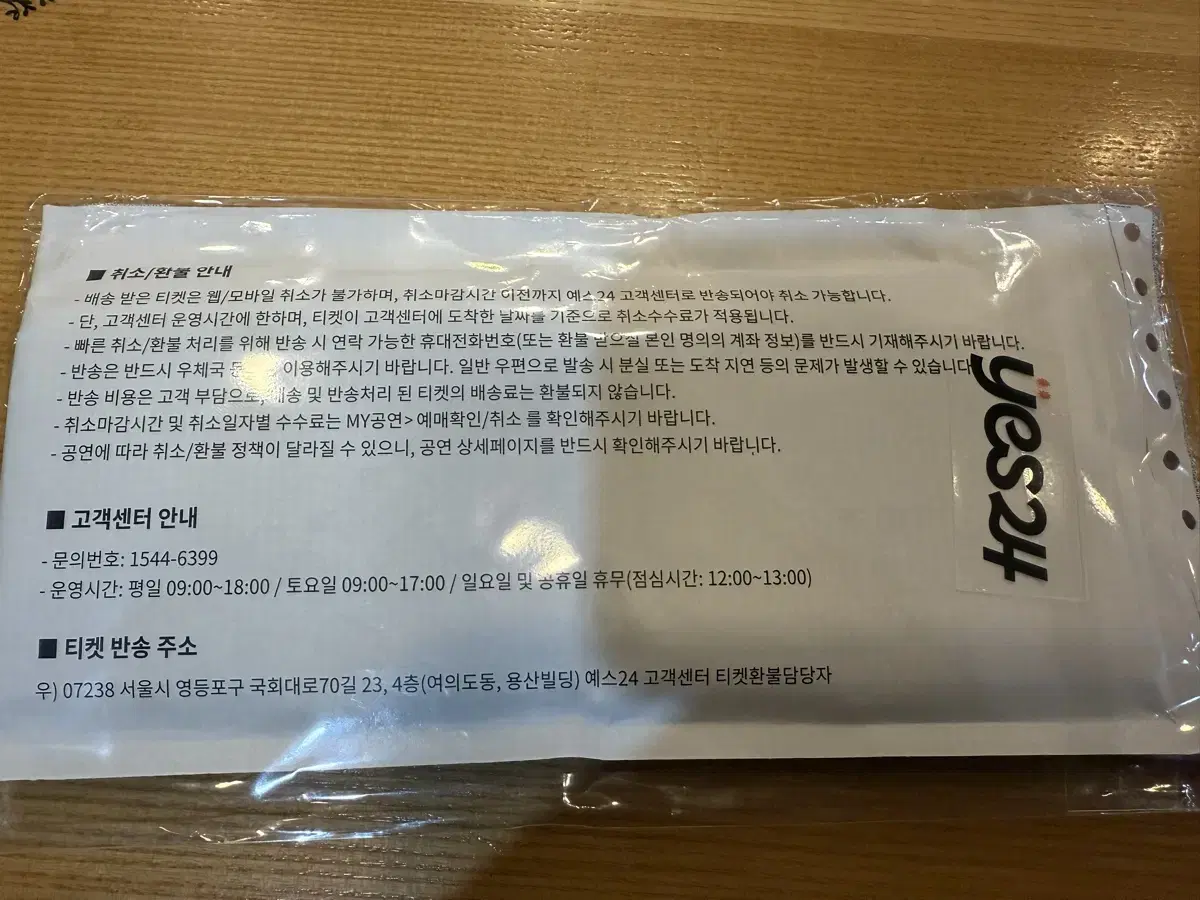 ■ 취소/환불 안내
- 배송 받은 티켓은 웹/모바일 취소가 불가하며, 취소마감시간 이전까지 예스24 고객센터로 반송되어야 취소 가능합니다.
- 단, 고객센터 운영시간에 한하며, 티켓이 고객센터에 도착한 날짜를 기준으로 취소수수료가 적용됩니다.
- 빠른 취소/환불 처리를 위해 반송 시 연락 가능한 휴대전화번호(또는 환불 받으실 본인 명의의 계좌 정보)를 반드시 기재해주시기 바랍니다.
- 반송은 반드시 우체국 이용해주시기 바랍니다. 일반 우편으로 발송 시 분실 또는 도착 지연 등의 문제가 발생할 수 있습니다
- 반송 비용은 고객 부담으로, 배송 및 반송처리 된 티켓의 배송료는 환불되지 않습니다.
- 취소마감시간 및 취소일자별 수수료는 MY공연> 예매확인/취소 를 확인해주시기 바랍니다.
- 공연에 따라 취소/환불 정책이 달라질 수 있으니, 공연 상세페이지를 반드시 확인해주시기 바랍니다.
yes24
■ 고객센터 안내
- 문의번호: 1544-6399
- 운영시간: 평일 09:00~18:00 / 토요일 09:00~17:00 / 일요일 및 공휴일 휴무(점심시간: 12:00~13:00)
■ 티켓 반송 주소
우) 07238 서울시 영등포구 국회대로70길 23, 4층(여의도동, 용산빌딩) 예스24 고객센터 티켓환불담당자